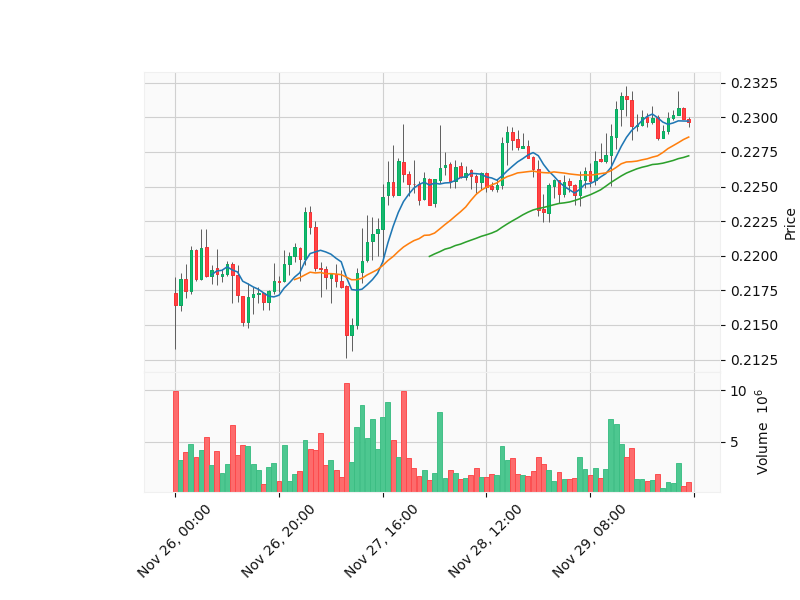 0.2325
0.2300
0.2275
0.2250
0.2225
0.2200
0.2175
0.2150
0.2125
Price
10
5
Volume 10^6
Nov 26, 00:00
Nov 26, 20:00
Nov 27, 16:00
Nov 28, 12:00
Nov 29, 08:00